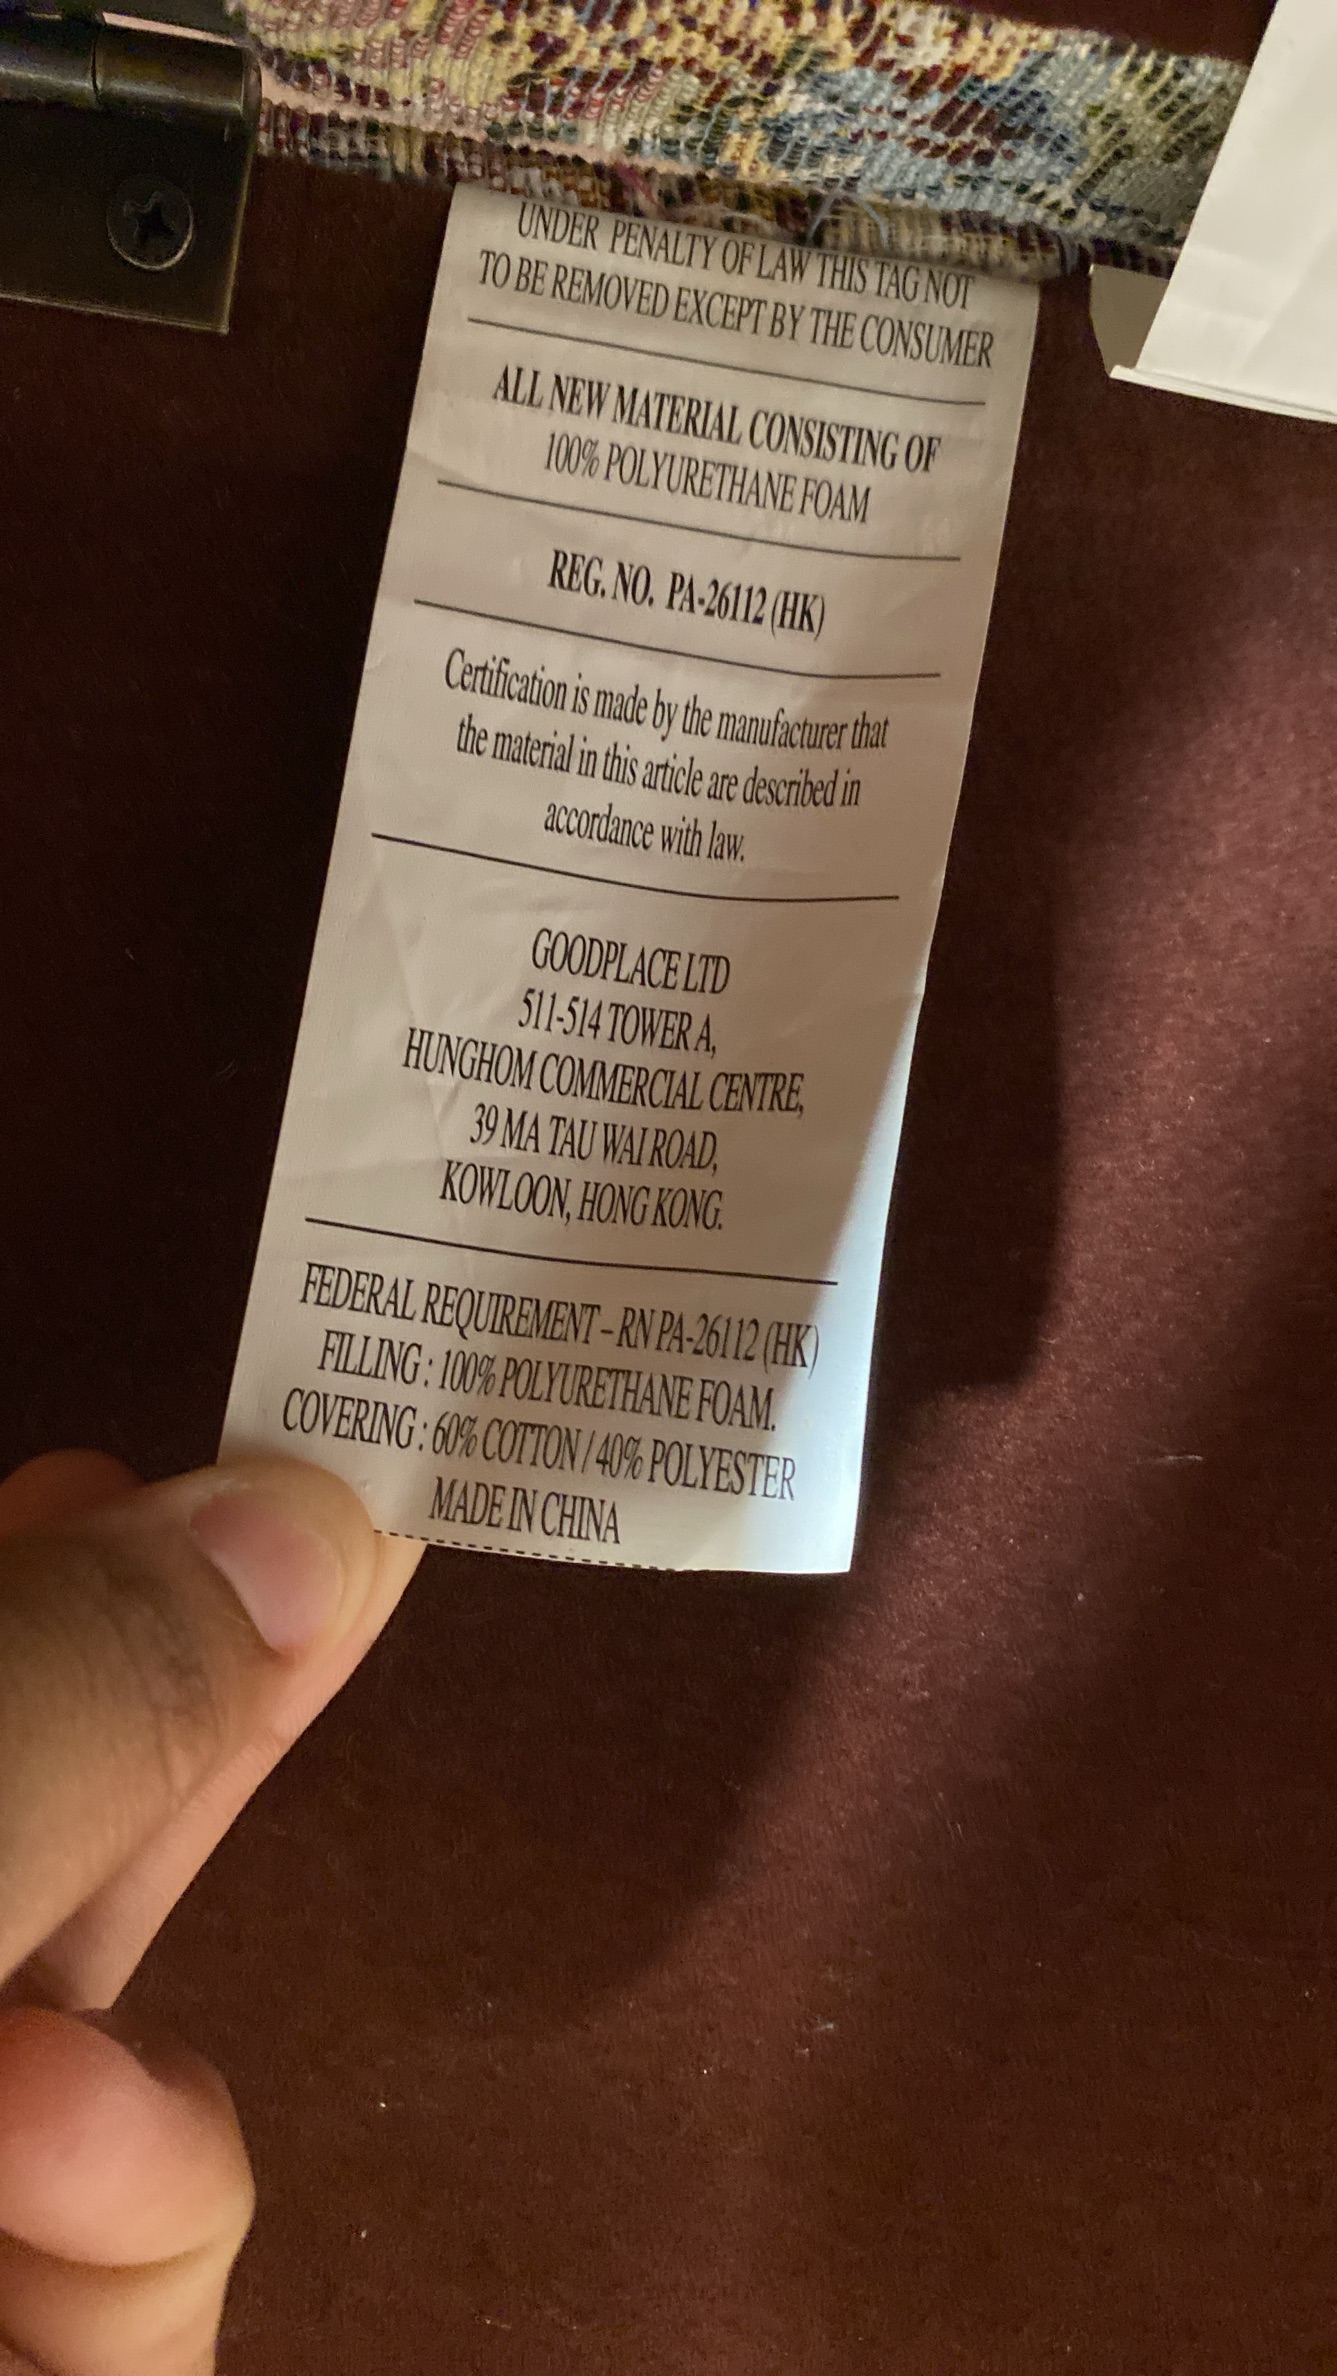 UNDER PENALTY OF LAW THIS TAG NOT
TO BE REMOVED EXCEPT BY THE CONSUMER
ALL NEW MATERIAL CONSISTING OF
100% POLYURETHANE FOAM
REG. NO. PA-26112 (HK)
Certification is made by the manufacturer that
the material in this article are described in
accordance with law.
GOODPLACE LTD
511-514 TOWER A,
HUNGHOM COMMERCIAL CENTRE,
39 MA TAU WAI ROAD,
KOWLOON, HONG KONG.
FEDERAL REQUIREMENT – RN PA-26112 (HK)
FILLING : 100% POLYURETHANE FOAM.
COVERING : 60% COTTON / 40% POLYESTER
MADE IN CHINA